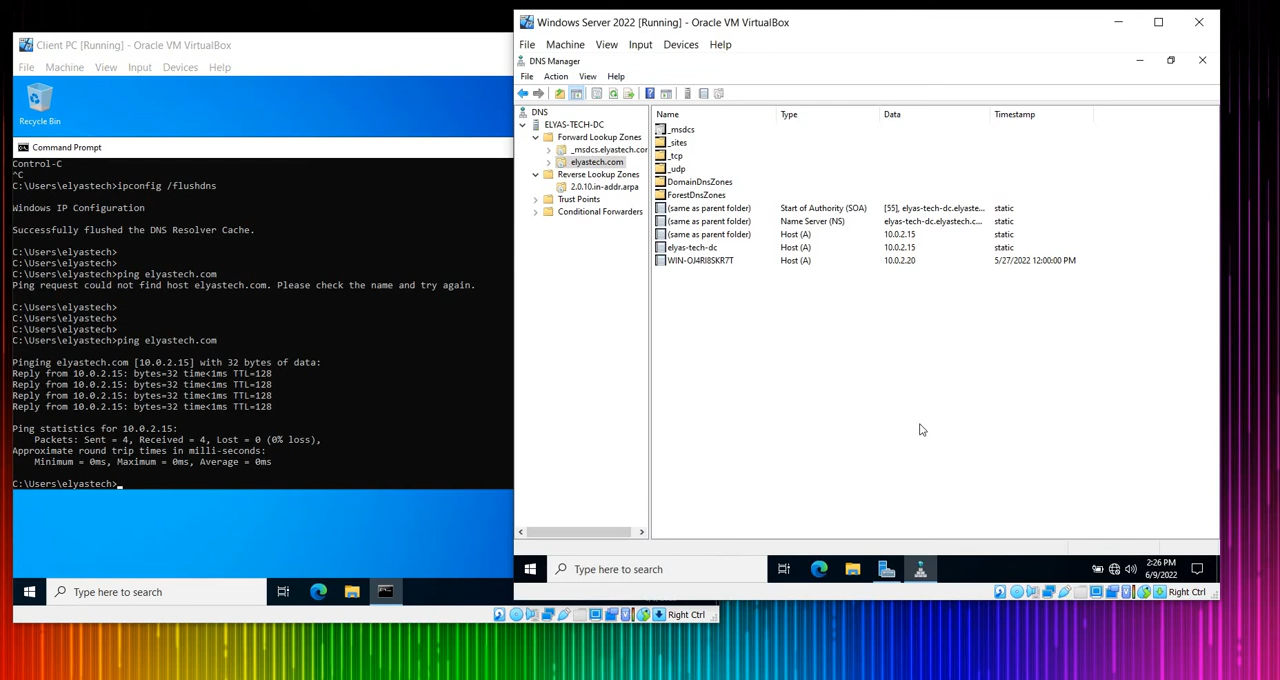 Client PC [Running] - Oracle VM VirtualBox
File Machine View Input Devices Help
Recycle Bin
Command Prompt
Control-C
^C
C:\Users\elyastech>ipconfig /flushdns
Windows IP Configuration
Successfully flushed the DNS Resolver Cache.
C:\Users\elyastech>
C:\Users\elyastech>
C:\Users\elyastech>ping elyastech.com
Ping request could not find host elyastech.com. Please check the name and try again.
C:\Users\elyastech>
C:\Users\elyastech>
C:\Users\elyastech>
C:\Users\elyastech>ping elyastech.com
Pinging elyastech.com [10.0.2.15] with 32 bytes of data:
Reply from 10.0.2.15: bytes=32 time<1ms TTL=128
Reply from 10.0.2.15: bytes=32 time<1ms TTL=128
Reply from 10.0.2.15: bytes=32 time<1ms TTL=128
Reply from 10.0.2.15: bytes=32 time<1ms TTL=128
Ping statistics for 10.0.2.15:
Packets: Sent = 4, Received = 4, Lost = 0 (0% loss),
Approximate round trip times in milli-seconds:
Minimum = 0ms, Maximum = 0ms, Average = 0ms
C:\Users\elyastech>
Type here to search
Right Ctrl
Windows Server 2022 [Running] - Oracle VM VirtualBox
File Machine View Input Devices Help
DNS Manager
File Action View Help
DNS
ELYAS-TECH-DC
Forward Lookup Zones
_msdcs.elyastech.cor
elyastech.com
Reverse Lookup Zones
2.0.10.in-addr.arpa
Trust Points
Conditional Forwarders
Name Type Data Timestamp
_msdcs
_sites
_tcp
_udp
DomainDnsZones
ForestDnsZones
(same as parent folder) Start of Authority (SOA) [55], elyas-tech-dc.elyaste... static
(same as parent folder) Name Server (NS) elyas-tech-dc.elyastech.c... static
(same as parent folder) Host (A) 10.0.2.15 static
elyas-tech-dc Host (A) 10.0.2.15 static
WIN-OJ4RI8SKR7T Host (A) 10.0.2.20 5/27/2022 12:00:00 PM
Type here to search
2:26 PM
6/9/2022
Right Ctrl